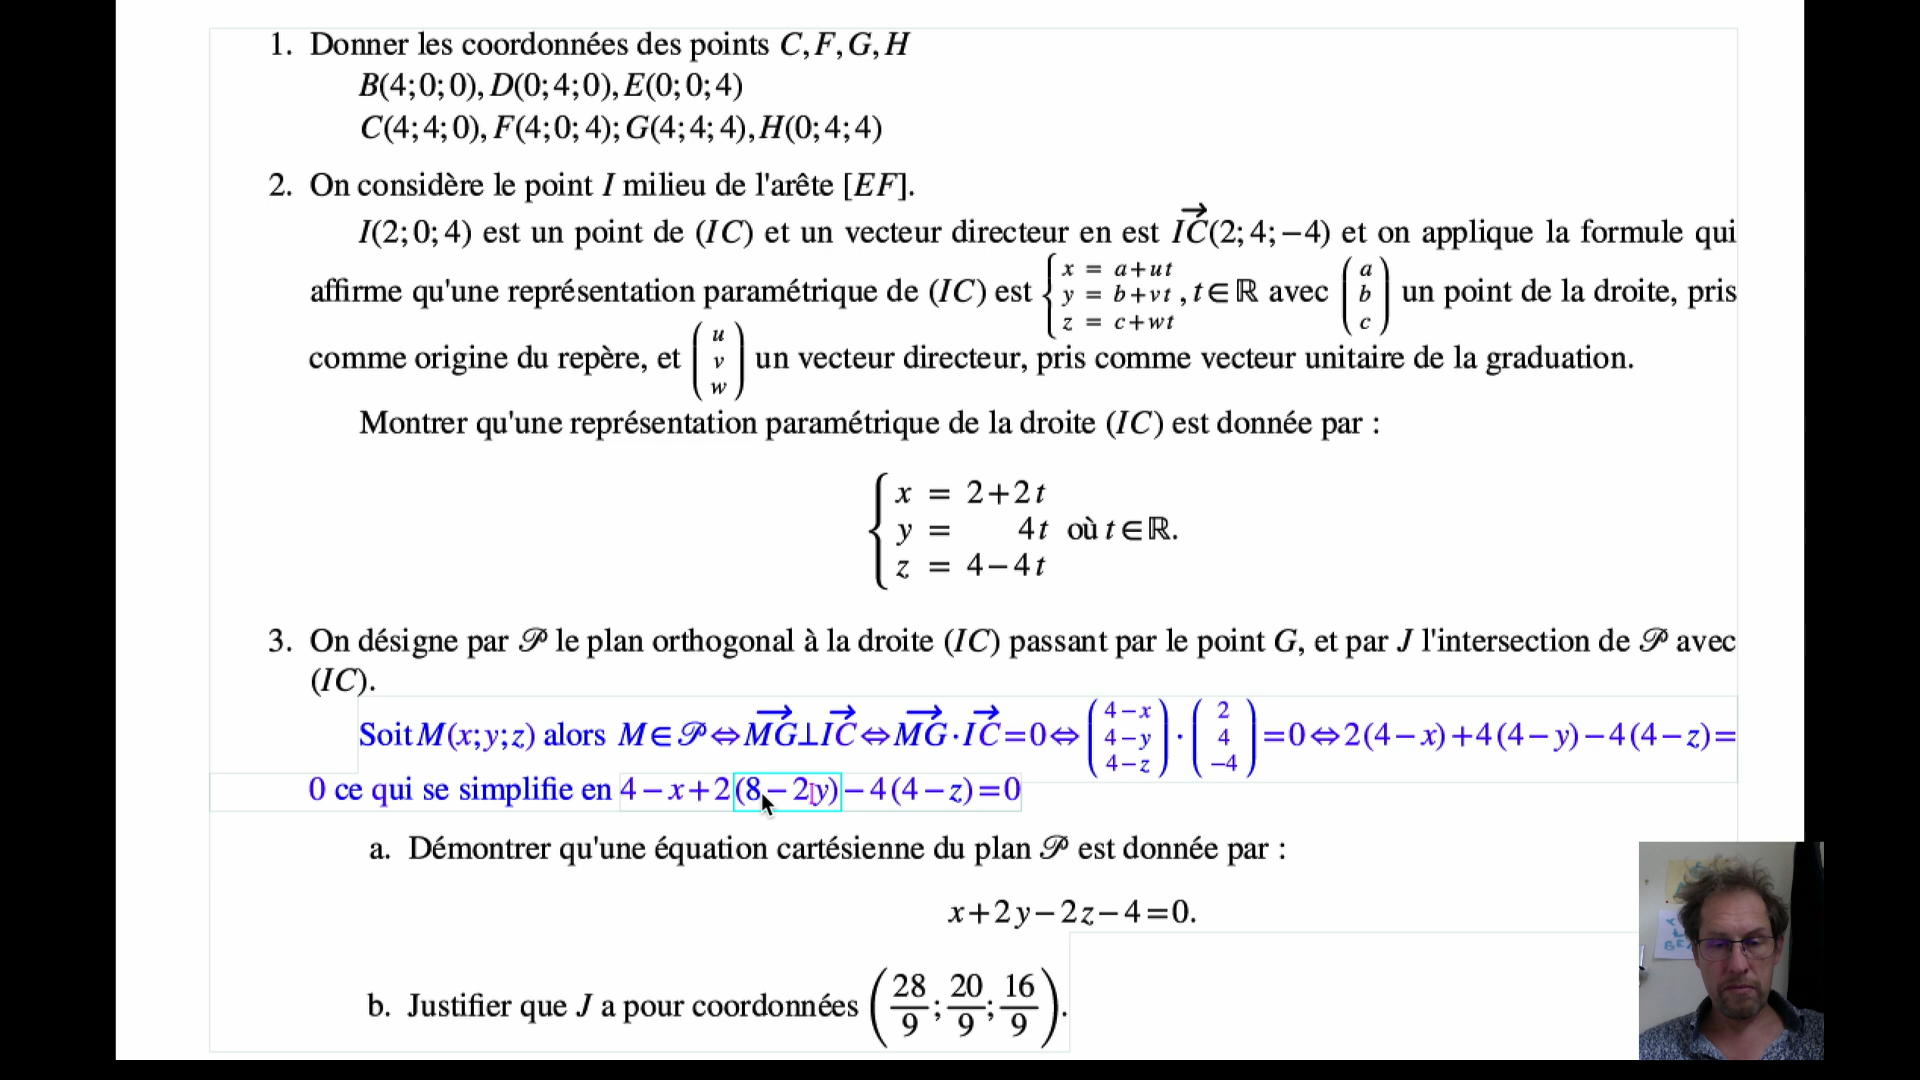 1. Donner les coordonnées des points C, F, G, H
B(4;0;0), D(0;4;0), E(0;0;4)
C(4;4;0), F(4;0;4); G(4;4;4), H(0;4;4)
2. On considère le point I milieu de l'arête [EF].
I(2;0;4) est un point de (IC) et un vecteur directeur en est \vec{IC}(2;4;−4) et on applique la formule qui
affirme qu'une représentation paramétrique de (IC) est { x = a+ut ; y = b+vt ; z = c+wt , t∈ℝ avec (a b c) un point de la droite, pris
comme origine du repère, et (u v w) un vecteur directeur, pris comme vecteur unitaire de la graduation.
Montrer qu'une représentation paramétrique de la droite (IC) est donnée par :
x = 2+2t
y = 4t où t∈ℝ.
z = 4−4t
3. On désigne par 𝒫 le plan orthogonal à la droite (IC) passant par le point G, et par J l'intersection de 𝒫 avec
(IC).
Soit M(x;y;z) alors M∈𝒫⇔\vec{MG}⊥\vec{IC}⇔\vec{MG}·\vec{IC}=0⇔(4−x 4−y 4−z)·(2 4 −4)=0⇔2(4−x)+4(4−y)−4(4−z)=
0 ce qui se simplifie en 4−x+2(8−2y)−4(4−z)=0
a. Démontrer qu'une équation cartésienne du plan 𝒫 est donnée par :
x+2y−2z−4=0.
b. Justifier que J a pour coordonnées (28/9; 20/9; 16/9).